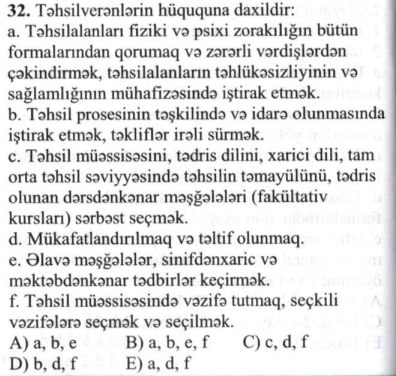 32. Təhsilverənlərin hüququna daxildir:
a. Təhsilalanları fiziki və psixi zorakılığın bütün
formalarından qorumaq və zərərli vərdişlərdən
çəkindirmək, təhsilalanların təhlükəsizliyinin və
sağlamlığının mühafizəsində iştirak etmək.
b. Təhsil prosesinin təşkilində və idarə olunmasında
iştirak etmək, təkliflər irəli sürmək.
c. Təhsil müəssisəsini, tədris dilini, xarici dili, tam
orta təhsil səviyyəsində təhsilin təmayülünü, tədris
olunan dərsdənkənar məşğələləri (fakültativ
kursları) sərbəst seçmək.
d. Mükafatlandırılmaq və təltif olunmaq.
e. Əlavə məşğələlər, sinifdənxaric və
məktəbdənkənar tədbirlər keçirmək.
f. Təhsil müəssisəsində vəzifə tutmaq, seçkili
vəzifələrə seçmək və seçilmək.
A) a, b, e B) a, b, e, f C) c, d, f
D) b, d, f E) a, d, f